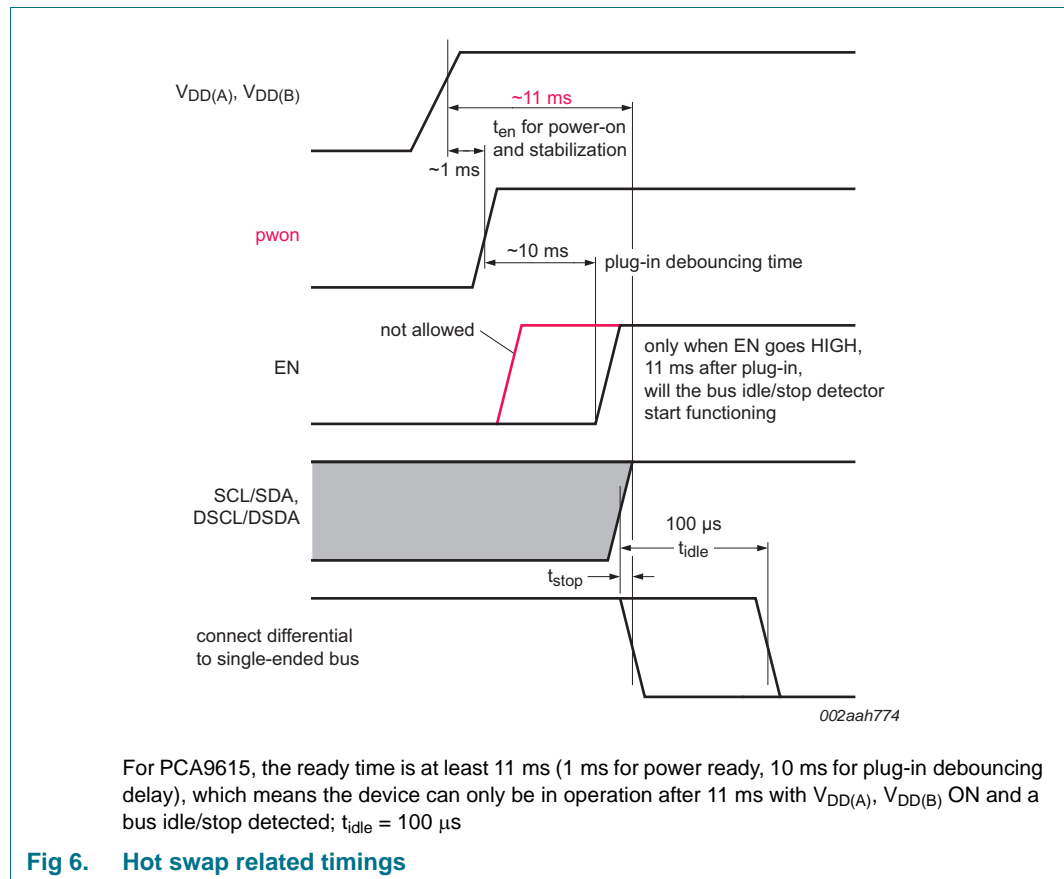 VDD(A), VDD(B)
~11 ms
ten for power-on
and stabilization
~1 ms
pwon
~10 ms
plug-in debouncing time
not allowed
EN
only when EN goes HIGH,
11 ms after plug-in,
will the bus idle/stop detector
start functioning
SCL/SDA,
DSCL/DSDA
100 μs
tidle
tstop
connect differential
to single-ended bus
002aah774
For PCA9615, the ready time is at least 11 ms (1 ms for power ready, 10 ms for plug-in debouncing
delay), which means the device can only be in operation after 11 ms with VDD(A), VDD(B) ON and a
bus idle/stop detected; tidle = 100 μs
Fig 6. Hot swap related timings